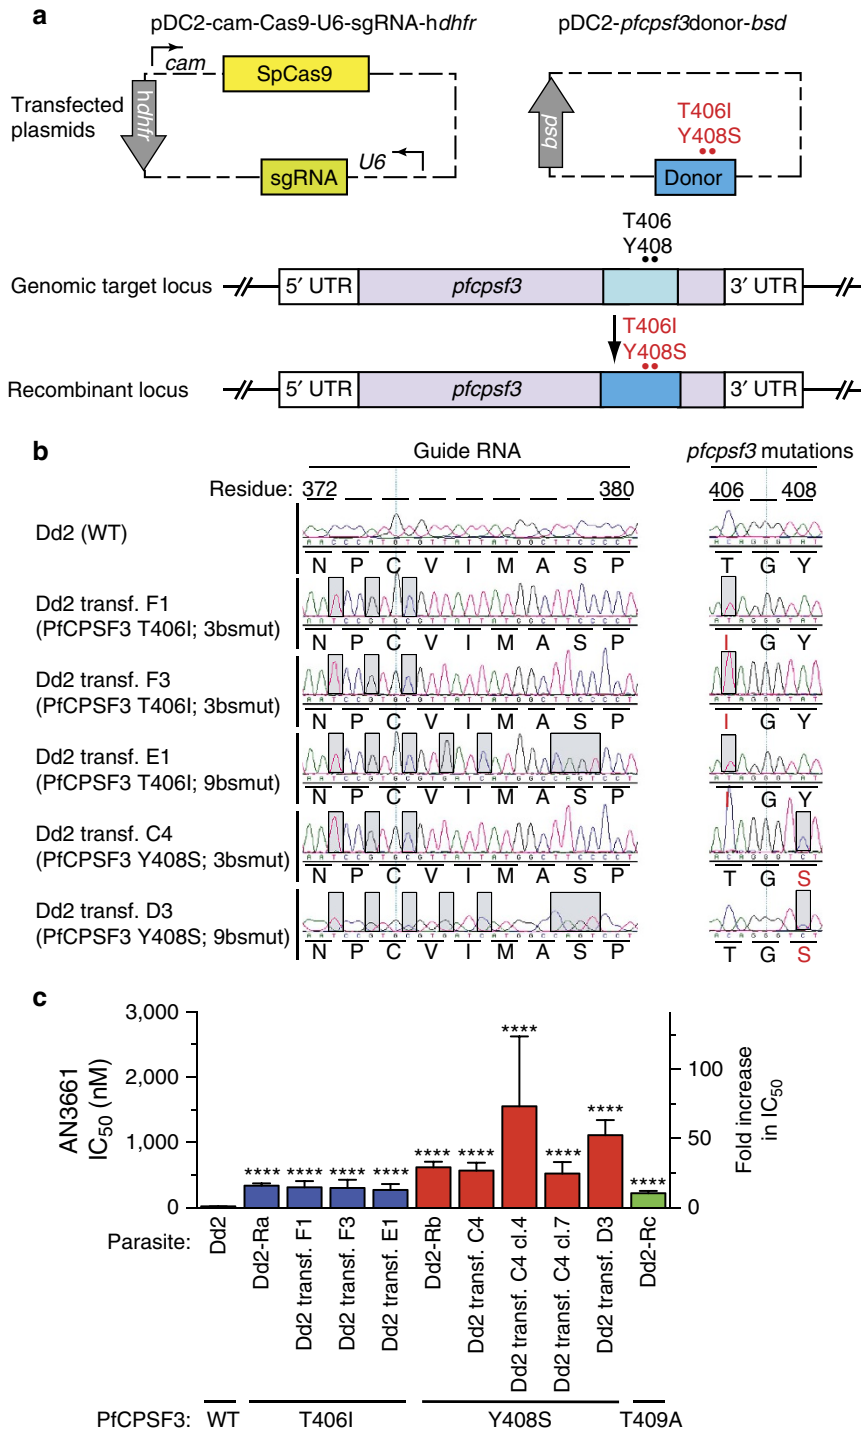 a
pDC2-cam-Cas9-U6-sgRNA-hdhfr
pDC2-pfcpsf3donor-bsd
cam
SpCas9
Transfected
plasmids
hdhfr
U6
sgRNA
bsd
T406I
Y408S
Donor
T406
Y408
Genomic target locus
5′ UTR
pfcpsf3
3′ UTR
T406I
Y408S
Recombinant locus
5′ UTR
pfcpsf3
3′ UTR
b
Guide RNA
pfcpsf3 mutations
Residue: 372 380 406 408
Dd2 (WT)
N P C V I M A S P T G Y
Dd2 transf. F1
(PfCPSF3 T406I; 3bsmut)
N P C V I M A S P I G Y
Dd2 transf. F3
(PfCPSF3 T406I; 3bsmut)
N P C V I M A S P I G Y
Dd2 transf. E1
(PfCPSF3 T406I; 9bsmut)
N P C V I M A S P I G Y
Dd2 transf. C4
(PfCPSF3 Y408S; 3bsmut)
N P C V I M A S P T G S
Dd2 transf. D3
(PfCPSF3 Y408S; 9bsmut)
N P C V I M A S P T G S
c
AN3661
IC50 (nM)
3,000
2,000
1,000
0
**** **** **** **** **** **** **** **** **** ****
100
50
0
Fold increase
in IC50
Parasite:
Dd2
Dd2-Ra
Dd2 transf. F1
Dd2 transf. F3
Dd2 transf. E1
Dd2-Rb
Dd2 transf. C4
Dd2 transf. C4 cl.4
Dd2 transf. C4 cl.7
Dd2 transf. D3
Dd2-Rc
PfCPSF3: WT T406I Y408S T409A